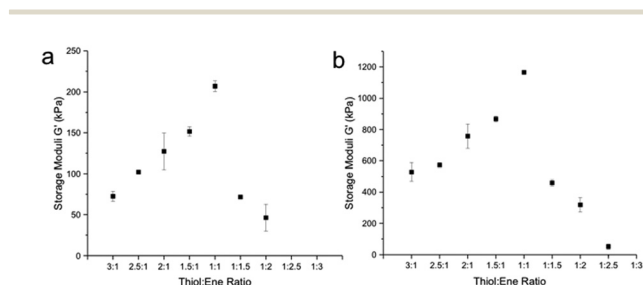 a
Storage Moduli G' (kPa)
250
200
150
100
50
0
3:1 2.5:1 2:1 1.5:1 1:1 1:1.5 1:2 1:2.5 1:3
Thiol:Ene Ratio
b
Storage Moduli G' (kPa)
1200
1000
800
600
400
200
0
3:1 2.5:1 2:1 1.5:1 1:1 1:1.5 1:2 1:2.5 1:3
Thiol:Ene Ratio